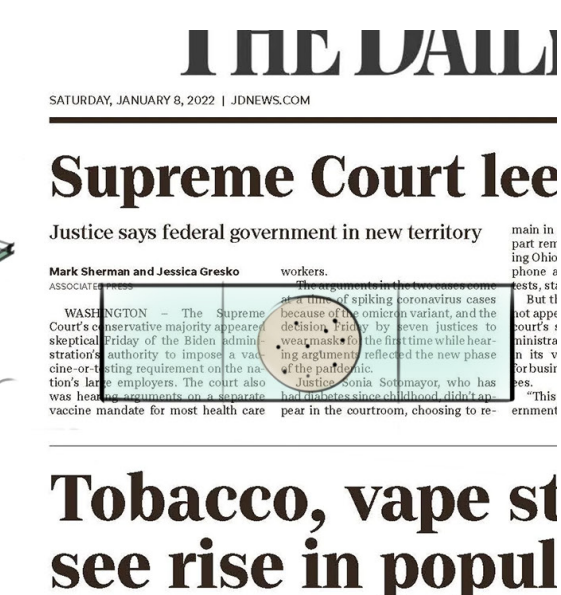 THE DAIL
SATURDAY, JANUARY 8, 2022 | JDNEWS.COM
Supreme Court lee
Justice says federal government in new territory
Mark Sherman and Jessica Gresko
ASSOCIATED PRESS
WASHINGTON – The Supreme
Court's conservative majority appeared
skeptical Friday of the Biden admin-
stration's authority to impose a vac-
cine-or-testing requirement on the na-
tion's large employers. The court also
was hearing arguments on a separate
vaccine mandate for most health care
workers.
The arguments in the two cases come
at a time of spiking coronavirus cases
because of the omicron variant, and the
decision Friday by seven justices to
wear masks for the first time while hear-
ing arguments reflected the new phase
of the pandemic.
Justice Sonia Sotomayor, who has
had diabetes since childhood, didn't ap-
pear in the courtroom, choosing to re-
main in
part rem
ing Ohio
phone a
tests, sta
But th
not appe
court's s
ministra
in its v
for busin
ees.
“This
ernment
Tobacco, vape st
see rise in popul